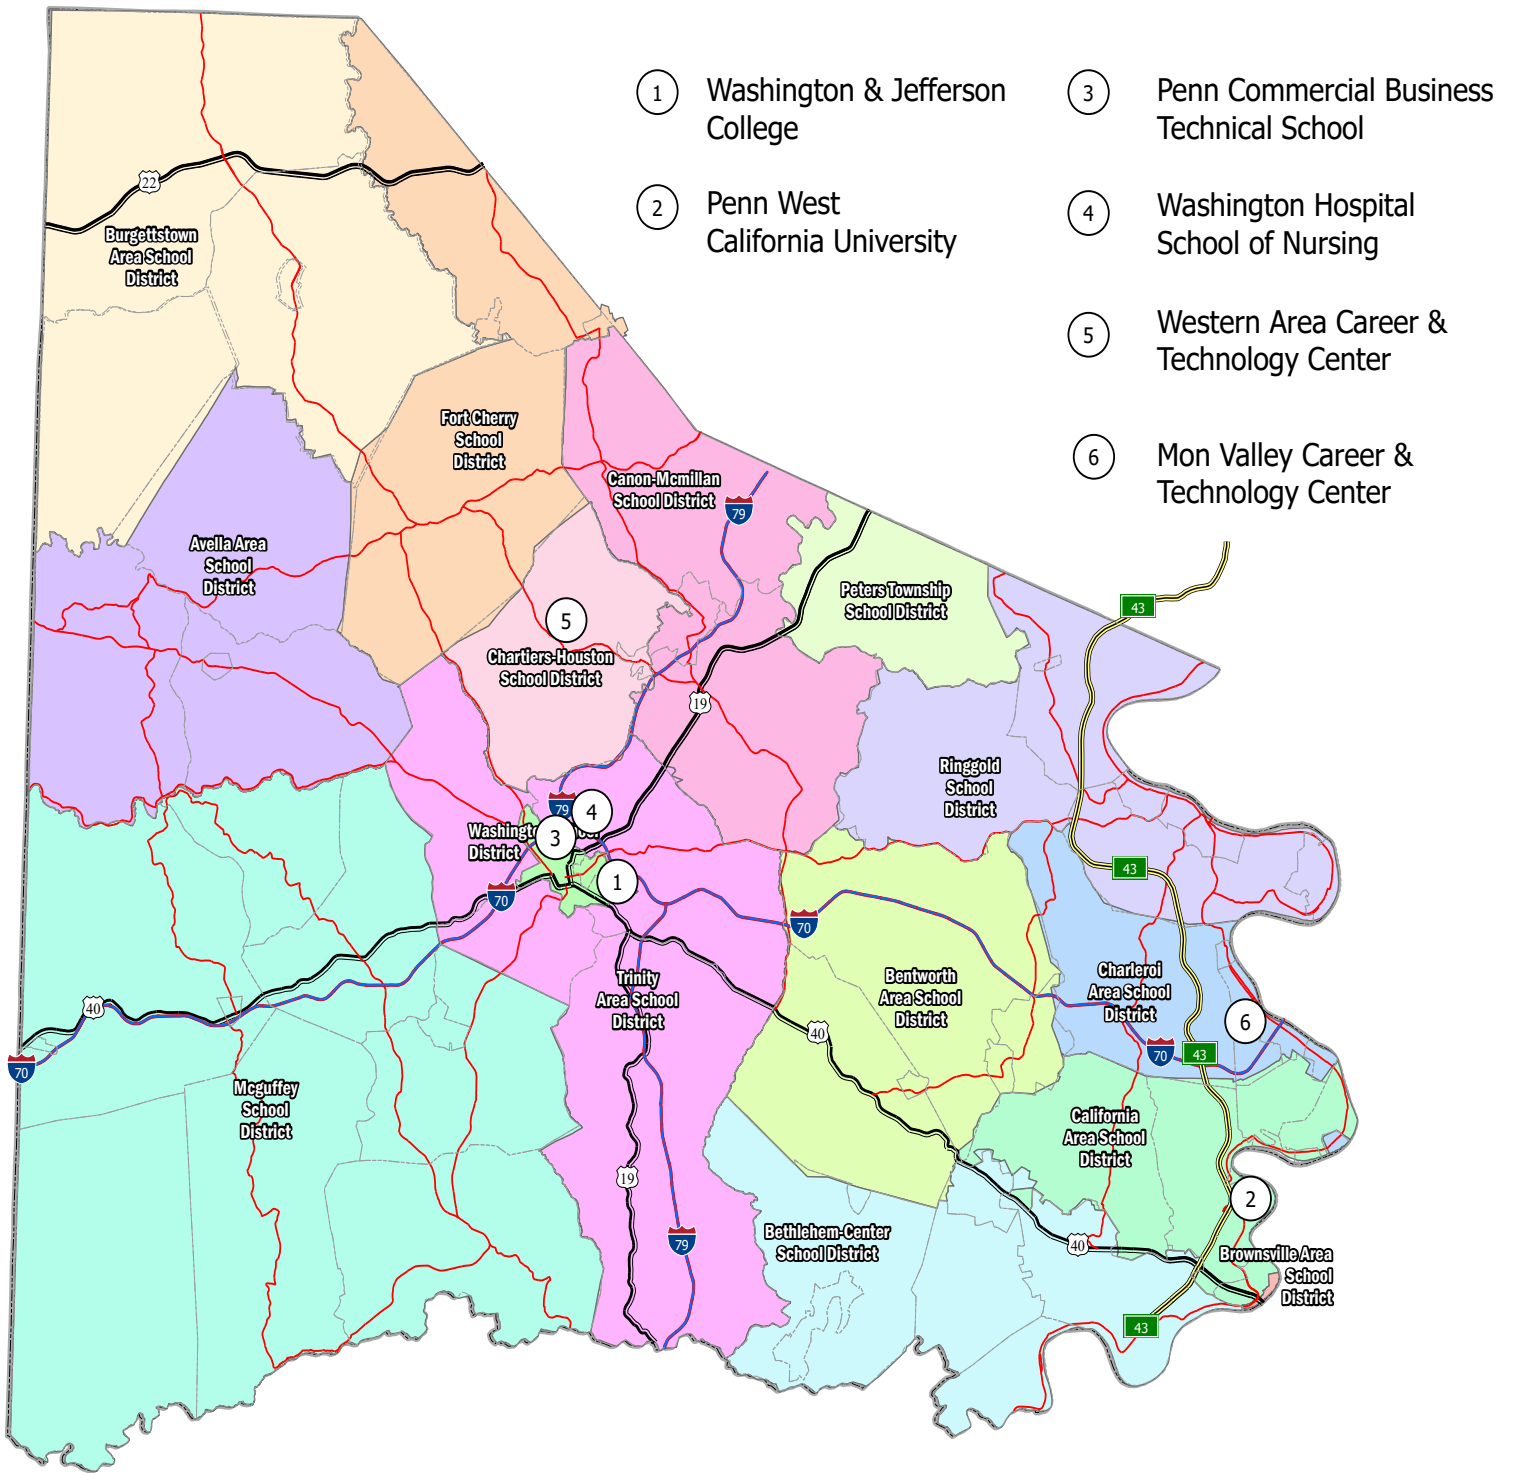 1
Washington & Jefferson
College
2
Penn West
California University
3
Penn Commercial Business
Technical School
4
Washington Hospital
School of Nursing
5
Western Area Career &
Technology Center
6
Mon Valley Career &
Technology Center
22
Burgettstown
Area School
District
Fort Cherry
School
District
Canon-Mcmillan
School District
79
Avella Area
School
District
Peters Township
School District
43
5
Chartiers-Houston
School District
19
Ringgold
School
District
79
4
3
District
1
43
70
70
Trinity
Area School
District
Bentworth
Area School
District
Charleroi
Area School
District
6
40
40
70
43
70
Mcguffey
School
District
California
Area School
District
19
2
79
Bethlehem-Center
School District
40
Brownsville Area
School
District
43